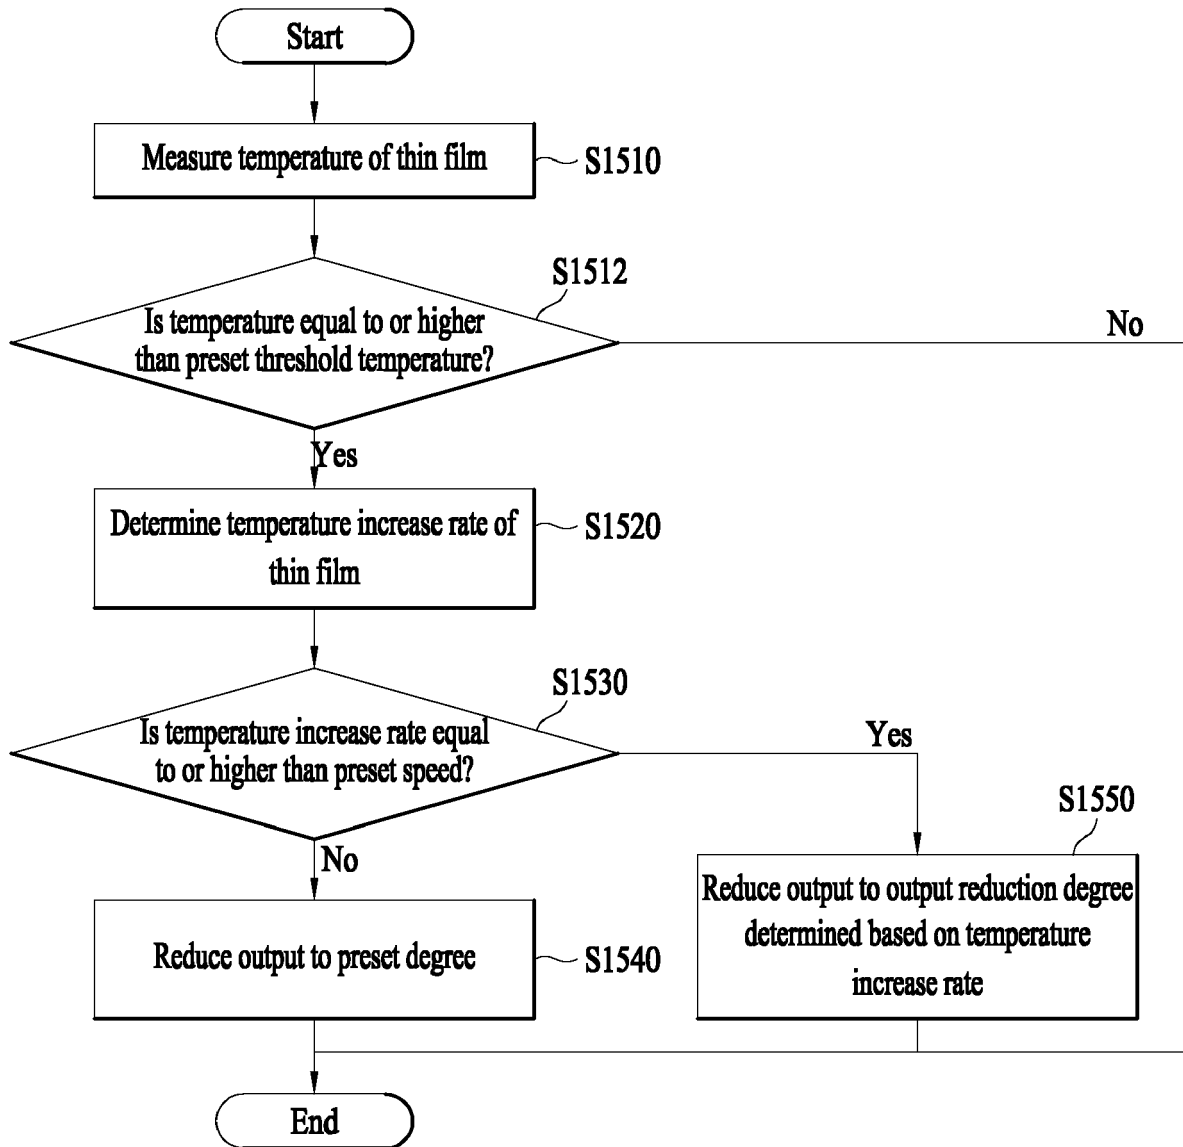 Start
Measure temperature of thin film
S1510
S1512
Is temperature equal to or higher
than preset threshold temperature?
No
Yes
Determine temperature increase rate of
thin film
S1520
S1530
Is temperature increase rate equal
to or higher than preset speed?
Yes
No
S1550
Reduce output to output reduction degree
determined based on temperature
increase rate
Reduce output to preset degree
S1540
End